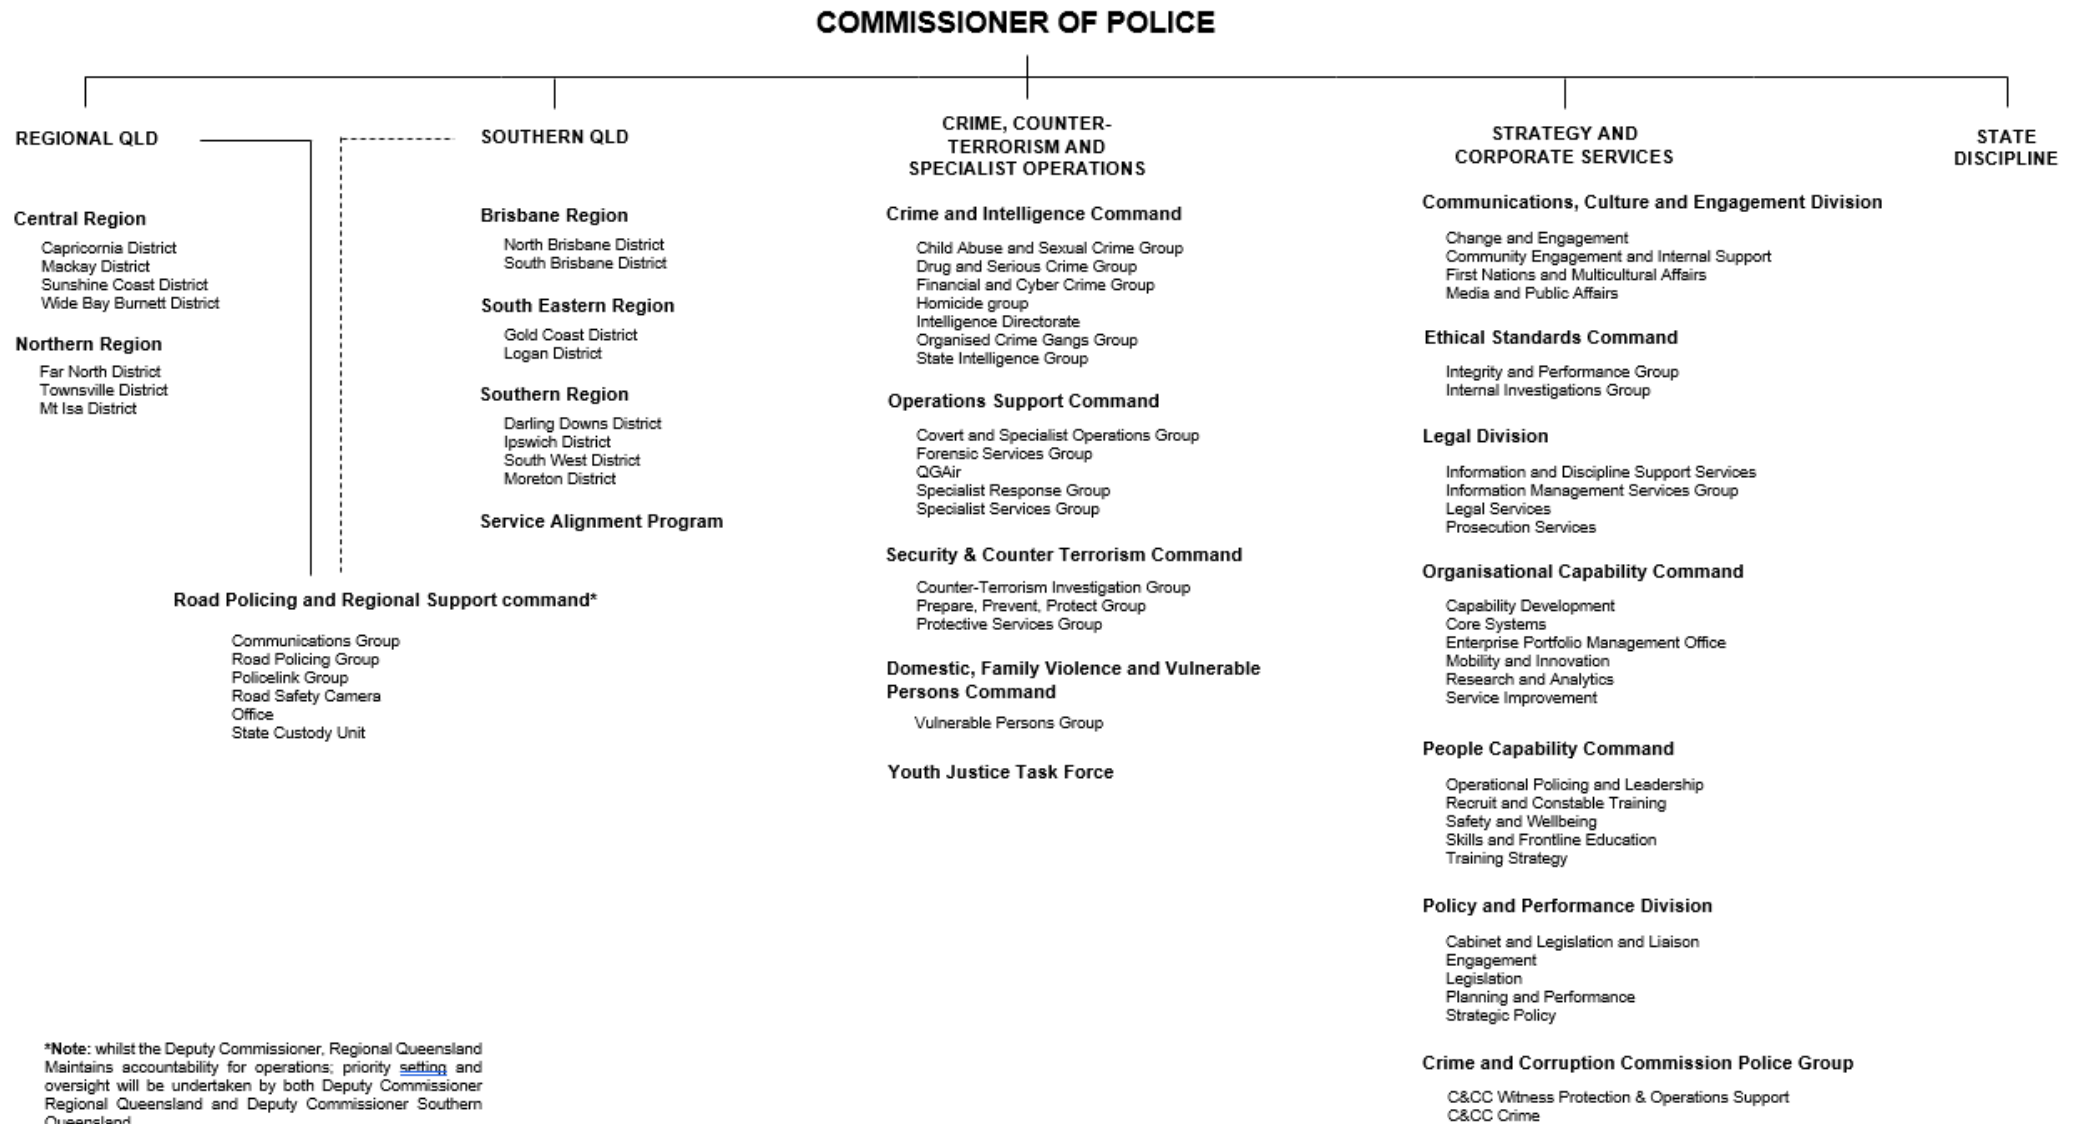 COMMISSIONER OF POLICE
REGIONAL QLD
Central Region
Capricornia District
Mackay District
Sunshine Coast District
Wide Bay Burnett District
Northern Region
Far North District
Townsville District
Mt Isa District
SOUTHERN QLD
Brisbane Region
North Brisbane District
South Brisbane District
South Eastern Region
Gold Coast District
Logan District
Southern Region
Darling Downs District
Ipswich District
South West District
Moreton District
Service Alignment Program
Road Policing and Regional Support command*
Communications Group
Road Policing Group
Policelink Group
Road Safety Camera
Office
State Custody Unit
CRIME, COUNTER-
TERRORISM AND
SPECIALIST OPERATIONS
Crime and Intelligence Command
Child Abuse and Sexual Crime Group
Drug and Serious Crime Group
Financial and Cyber Crime Group
Homicide group
Intelligence Directorate
Organised Crime Gangs Group
State Intelligence Group
Operations Support Command
Covert and Specialist Operations Group
Forensic Services Group
QGAir
Specialist Response Group
Specialist Services Group
Security & Counter Terrorism Command
Counter-Terrorism Investigation Group
Prepare, Prevent, Protect Group
Protective Services Group
Domestic, Family Violence and Vulnerable
Persons Command
Vulnerable Persons Group
Youth Justice Task Force
STRATEGY AND
CORPORATE SERVICES
Communications, Culture and Engagement Division
Change and Engagement
Community Engagement and Internal Support
First Nations and Multicultural Affairs
Media and Public Affairs
Ethical Standards Command
Integrity and Performance Group
Internal Investigations Group
Legal Division
Information and Discipline Support Services
Information Management Services Group
Legal Services
Prosecution Services
Organisational Capability Command
Capability Development
Core Systems
Enterprise Portfolio Management Office
Mobility and Innovation
Research and Analytics
Service Improvement
People Capability Command
Operational Policing and Leadership
Recruit and Constable Training
Safety and Wellbeing
Skills and Frontline Education
Training Strategy
Policy and Performance Division
Cabinet and Legislation and Liaison
Engagement
Legislation
Planning and Performance
Strategic Policy
Crime and Corruption Commission Police Group
C&CC Witness Protection & Operations Support
C&CC Crime
STATE
DISCIPLINE
*Note: whilst the Deputy Commissioner, Regional Queensland
Maintains accountability for operations; priority setting and
oversight will be undertaken by both Deputy Commissioner
Regional Queensland and Deputy Commissioner Southern
Queensland